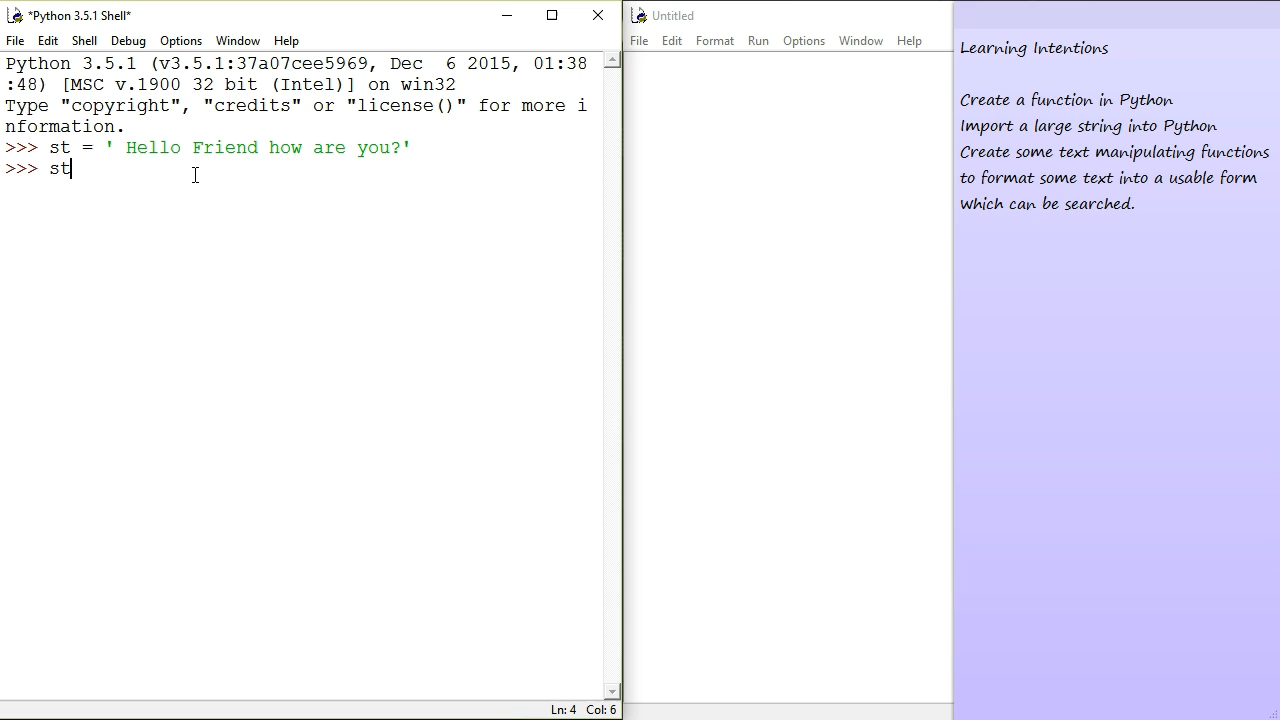 *Python 3.5.1 Shell*
File Edit Shell Debug Options Window Help
Python 3.5.1 (v3.5.1:37a07cee5969, Dec  6 2015, 01:38
:48) [MSC v.1900 32 bit (Intel)] on win32
Type "copyright", "credits" or "license()" for more i
nformation.
>>> st = ' Hello Friend how are you?'
>>> st
Ln: 4 Col: 6
Untitled
File Edit Format Run Options Window Help
Learning Intentions
Create a function in Python
Import a large string into Python
Create some text manipulating functions
to format some text into a usable form
which can be searched.